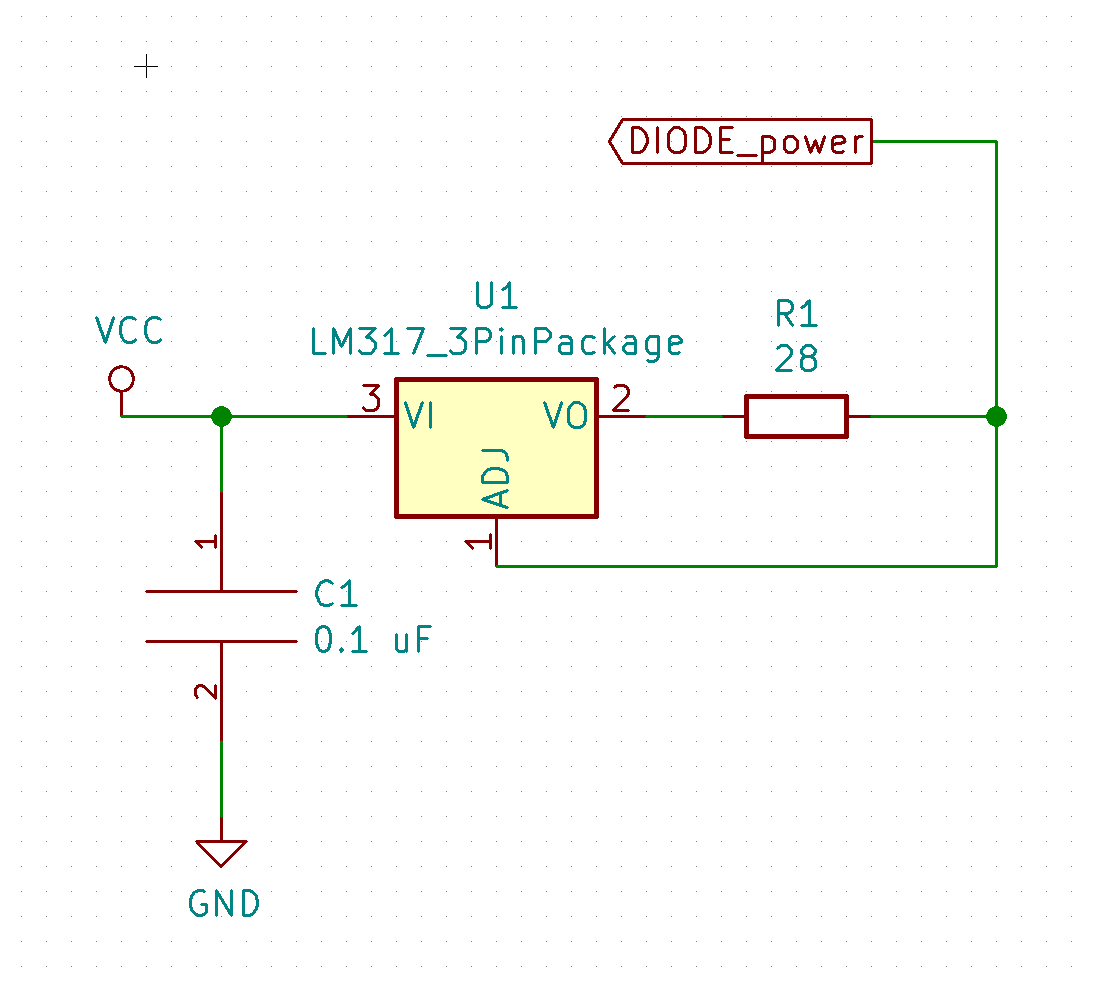 DIODE_power
U1
LM317_3PinPackage
R1
28
VCC
3
VI
VO
2
ADJ
1
1
C1
0.1 uF
2
GND